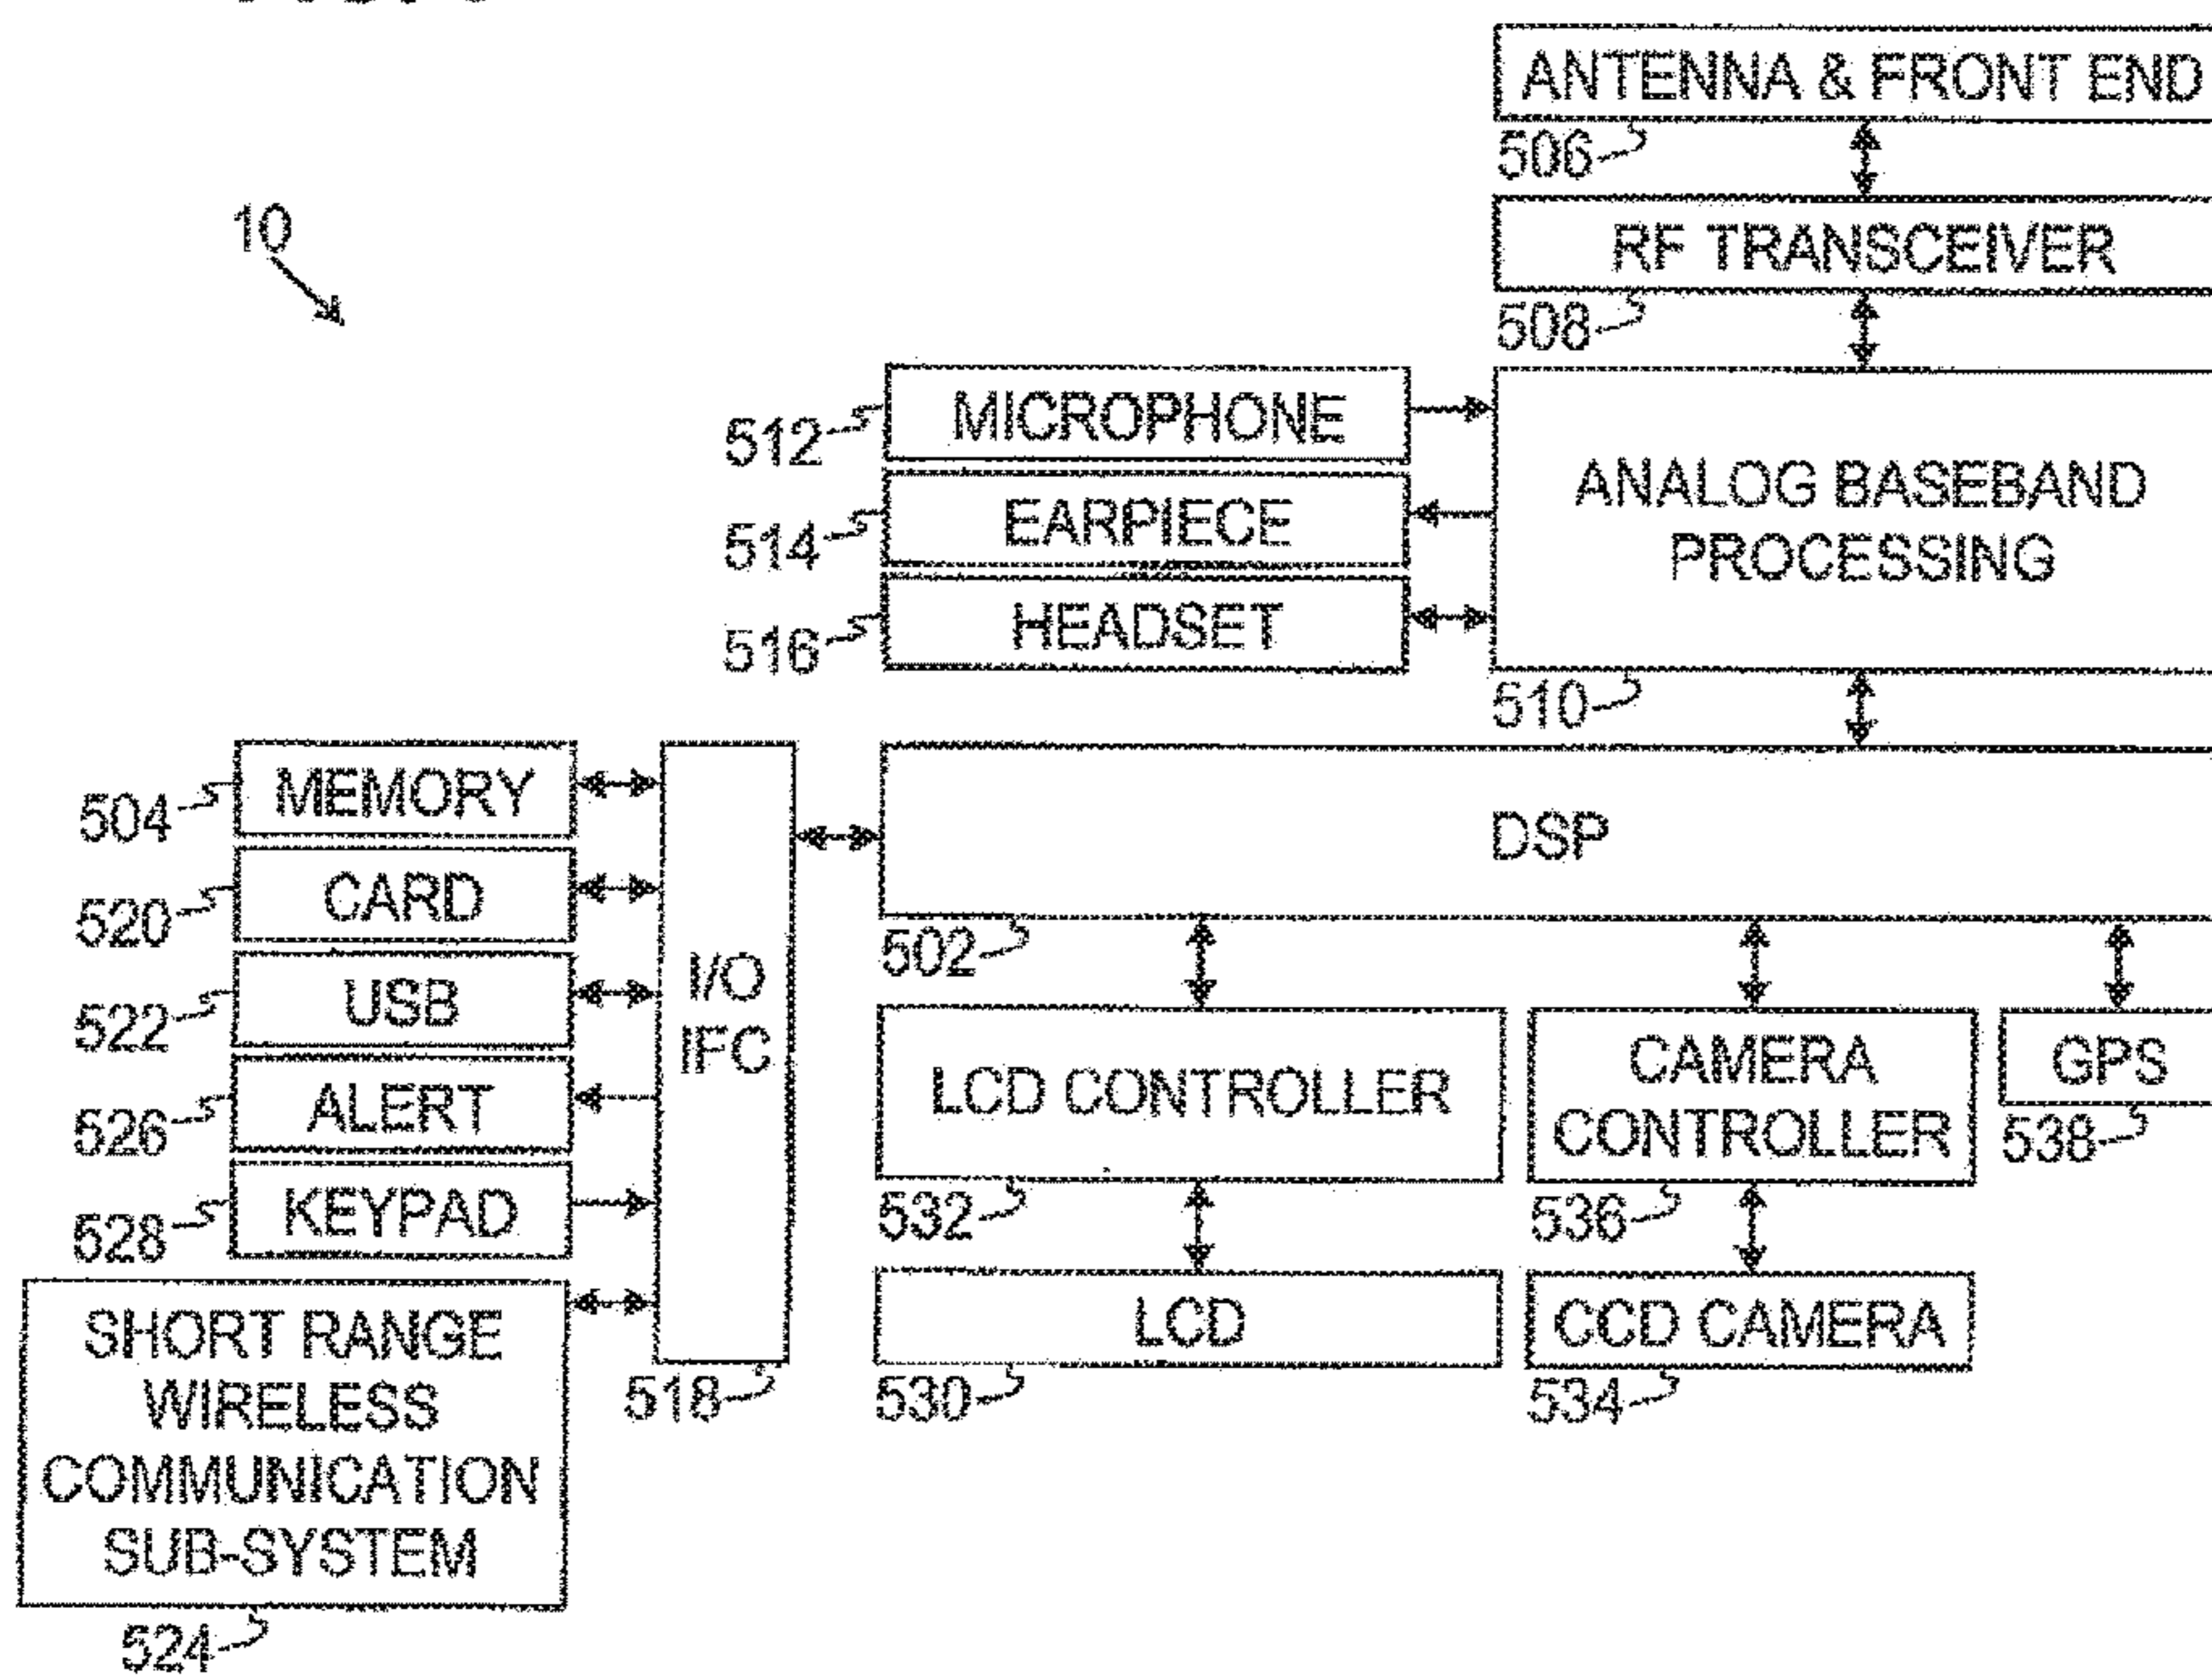 ANTENNA & FRONT END
506
10
RF TRANSCEIVER
508
512
MICROPHONE
514
EARPIECE
516
HEADSET
ANALOG BASEBAND
PROCESSING
510
504
MEMORY
520
CARD
522
USB
526
ALERT
528
KEYPAD
SHORT RANGE
WIRELESS
COMMUNICATION
SUB-SYSTEM
524
I/O
IFC
518
DSP
502
LCD CONTROLLER
532
LCD
530
CAMERA
CONTROLLER
536
CCD CAMERA
534
GPS
538